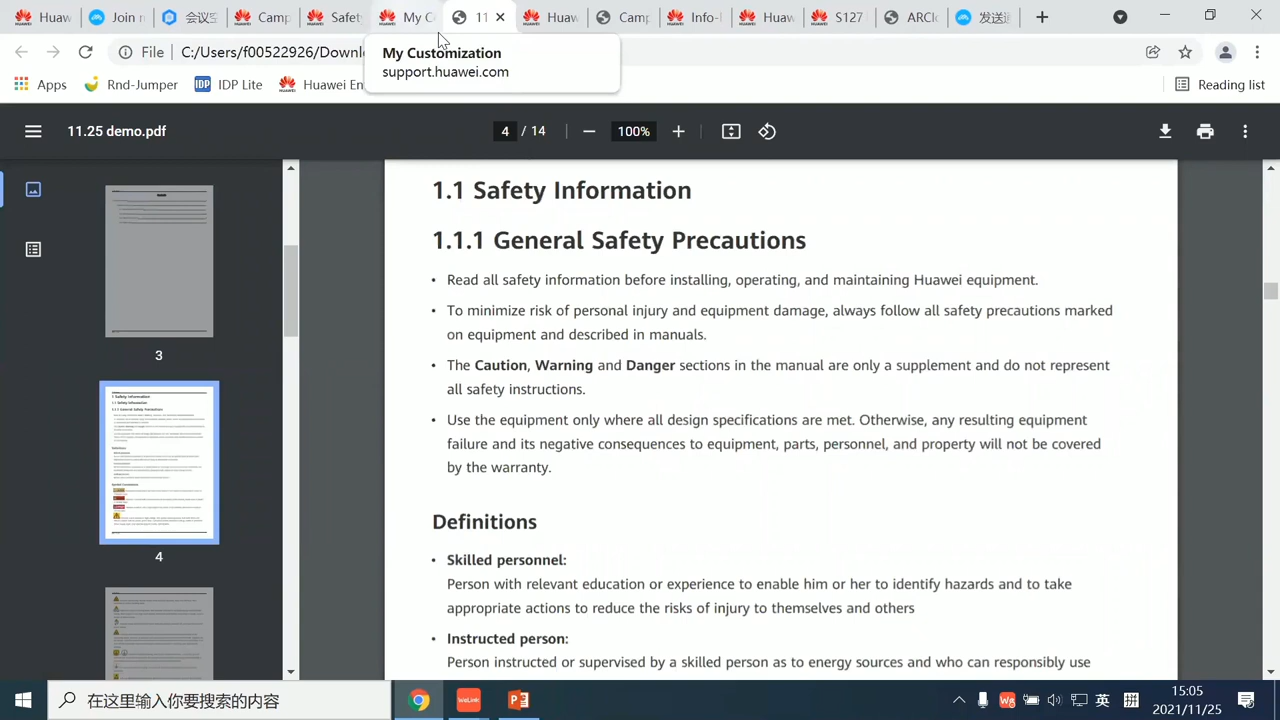 Huaw
Join r
会议宝
Camp
Safety
My C
11
Huaw
Camp
Info-
Huaw
S127
ARCl
发送远
File
C:/Users/f00522926/Downl
My Customization
support.huawei.com
Apps
Rnd-Jumper
IDP
IDP Lite
Huawei En
Reading list
11.25 demo.pdf
4 / 14
100%
3
4
1.1 Safety Information
1.1.1 General Safety Precautions
• Read all safety information before installing, operating, and maintaining Huawei equipment.
• To minimize risk of personal injury and equipment damage, always follow all safety precautions marked
on equipment and described in manuals.
• The Caution, Warning and Danger sections in the manual are only a supplement and do not represent
all safety instructions.
• Use the equipment only where all design specifications are met. Otherwise, any resulting equipment
failure and its negative consequences to equipment, parts, personnel, and property will not be covered
by the warranty.
Definitions
• Skilled personnel:
Person with relevant education or experience to enable him or her to identify hazards and to take
appropriate actions to reduce the risks of injury to themselves and others
• Instructed person:
Person instructed or supervised by a skilled person as to energy sources and who can responsibly use
在这里输入你要搜索的内容
WeLink
英
拼
15:05
2021/11/25